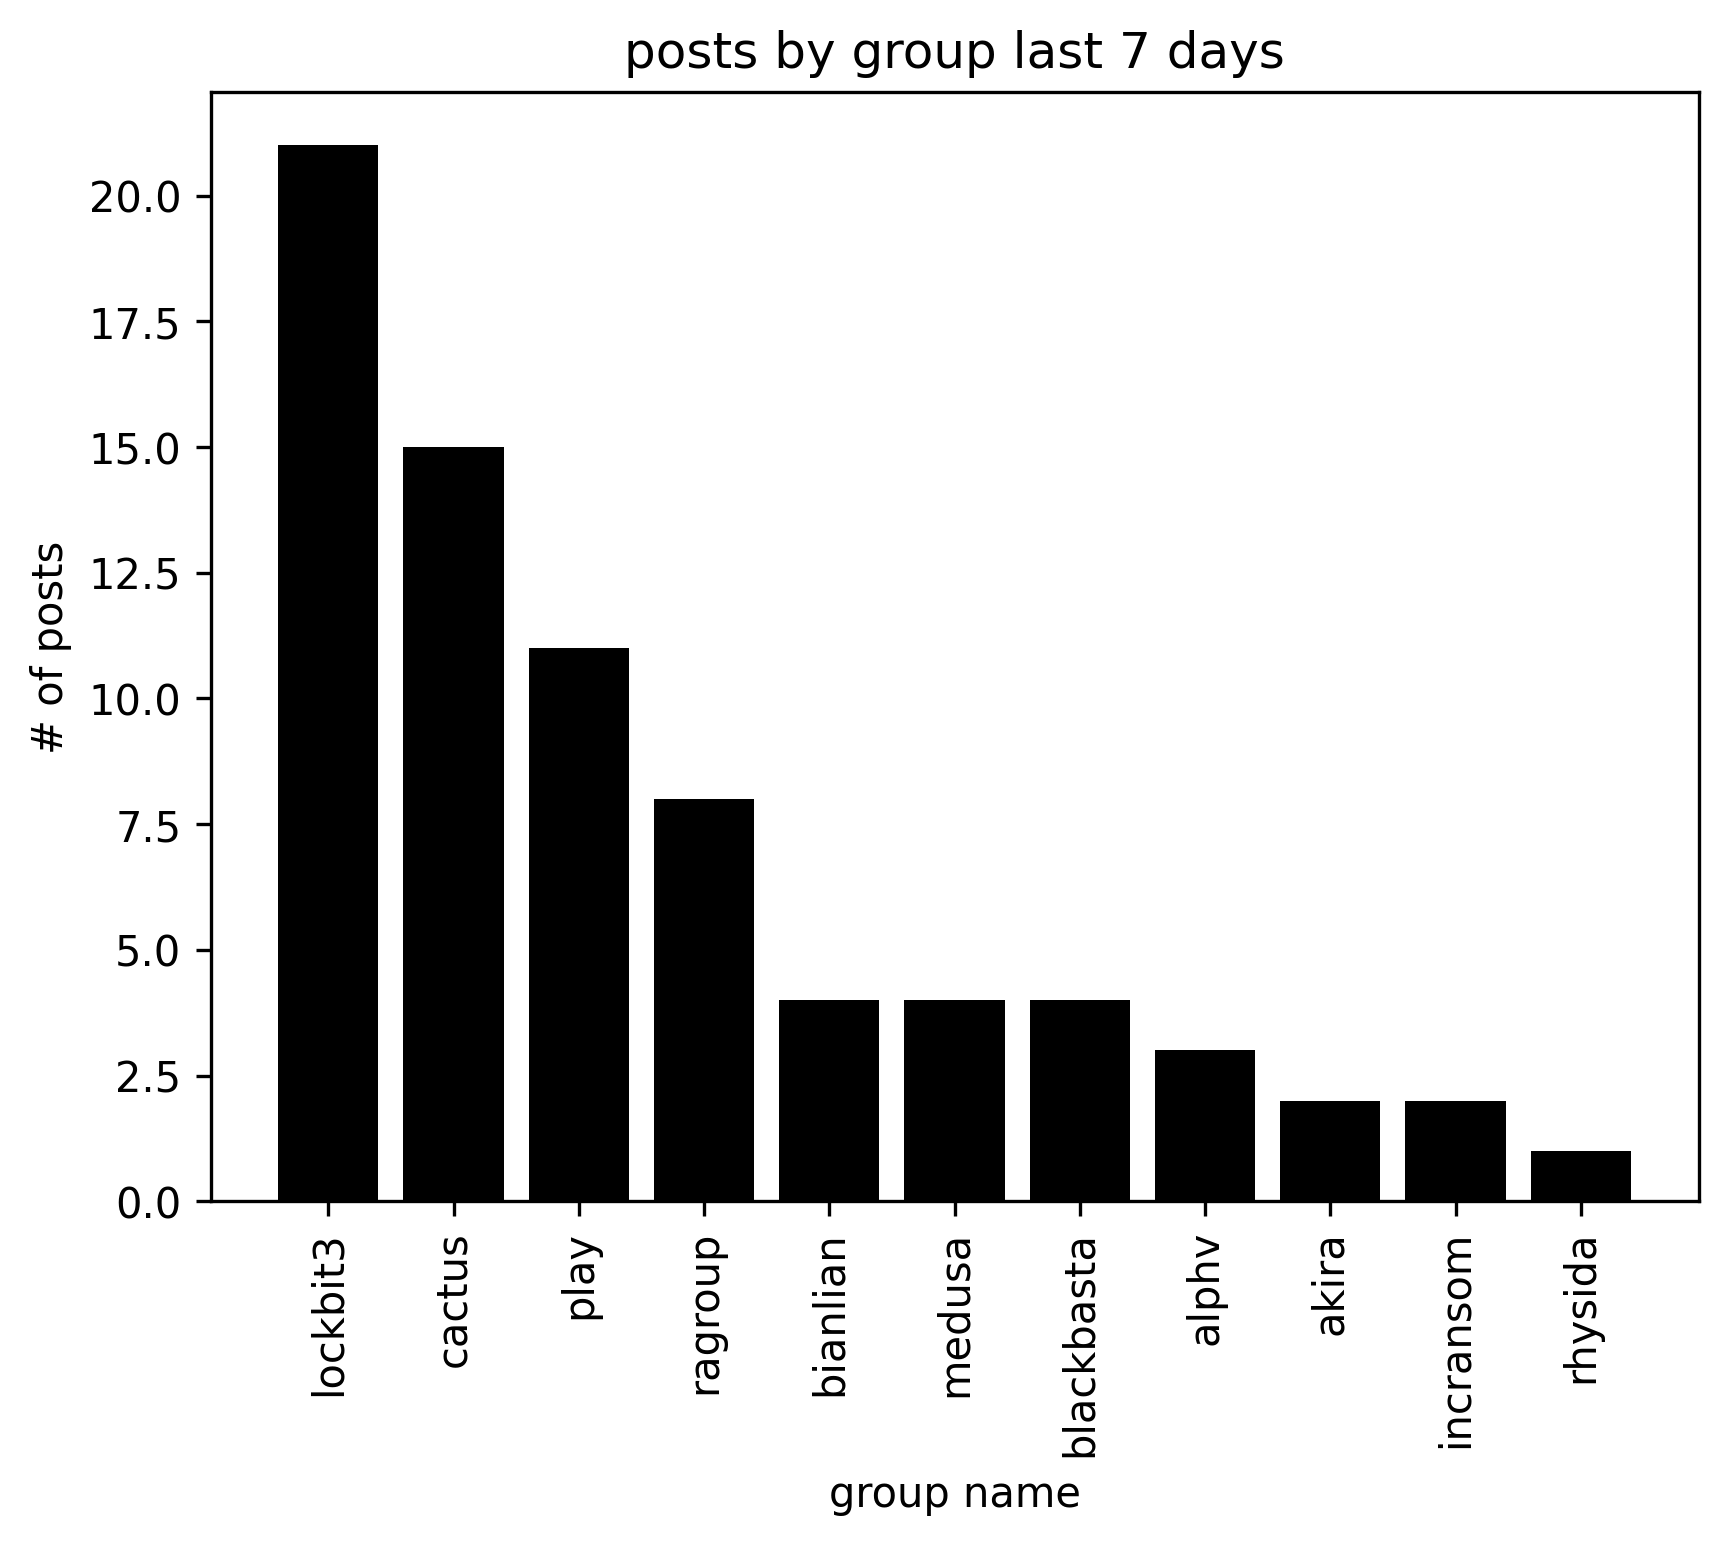 posts by group last 7 days
# of posts
20.0
17.5
15.0
12.5
10.0
7.5
5.0
2.5
0.0
lockbit3
cactus
play
ragroup
bianlian
medusa
blackbasta
alphv
akira
incransom
rhysida
group name